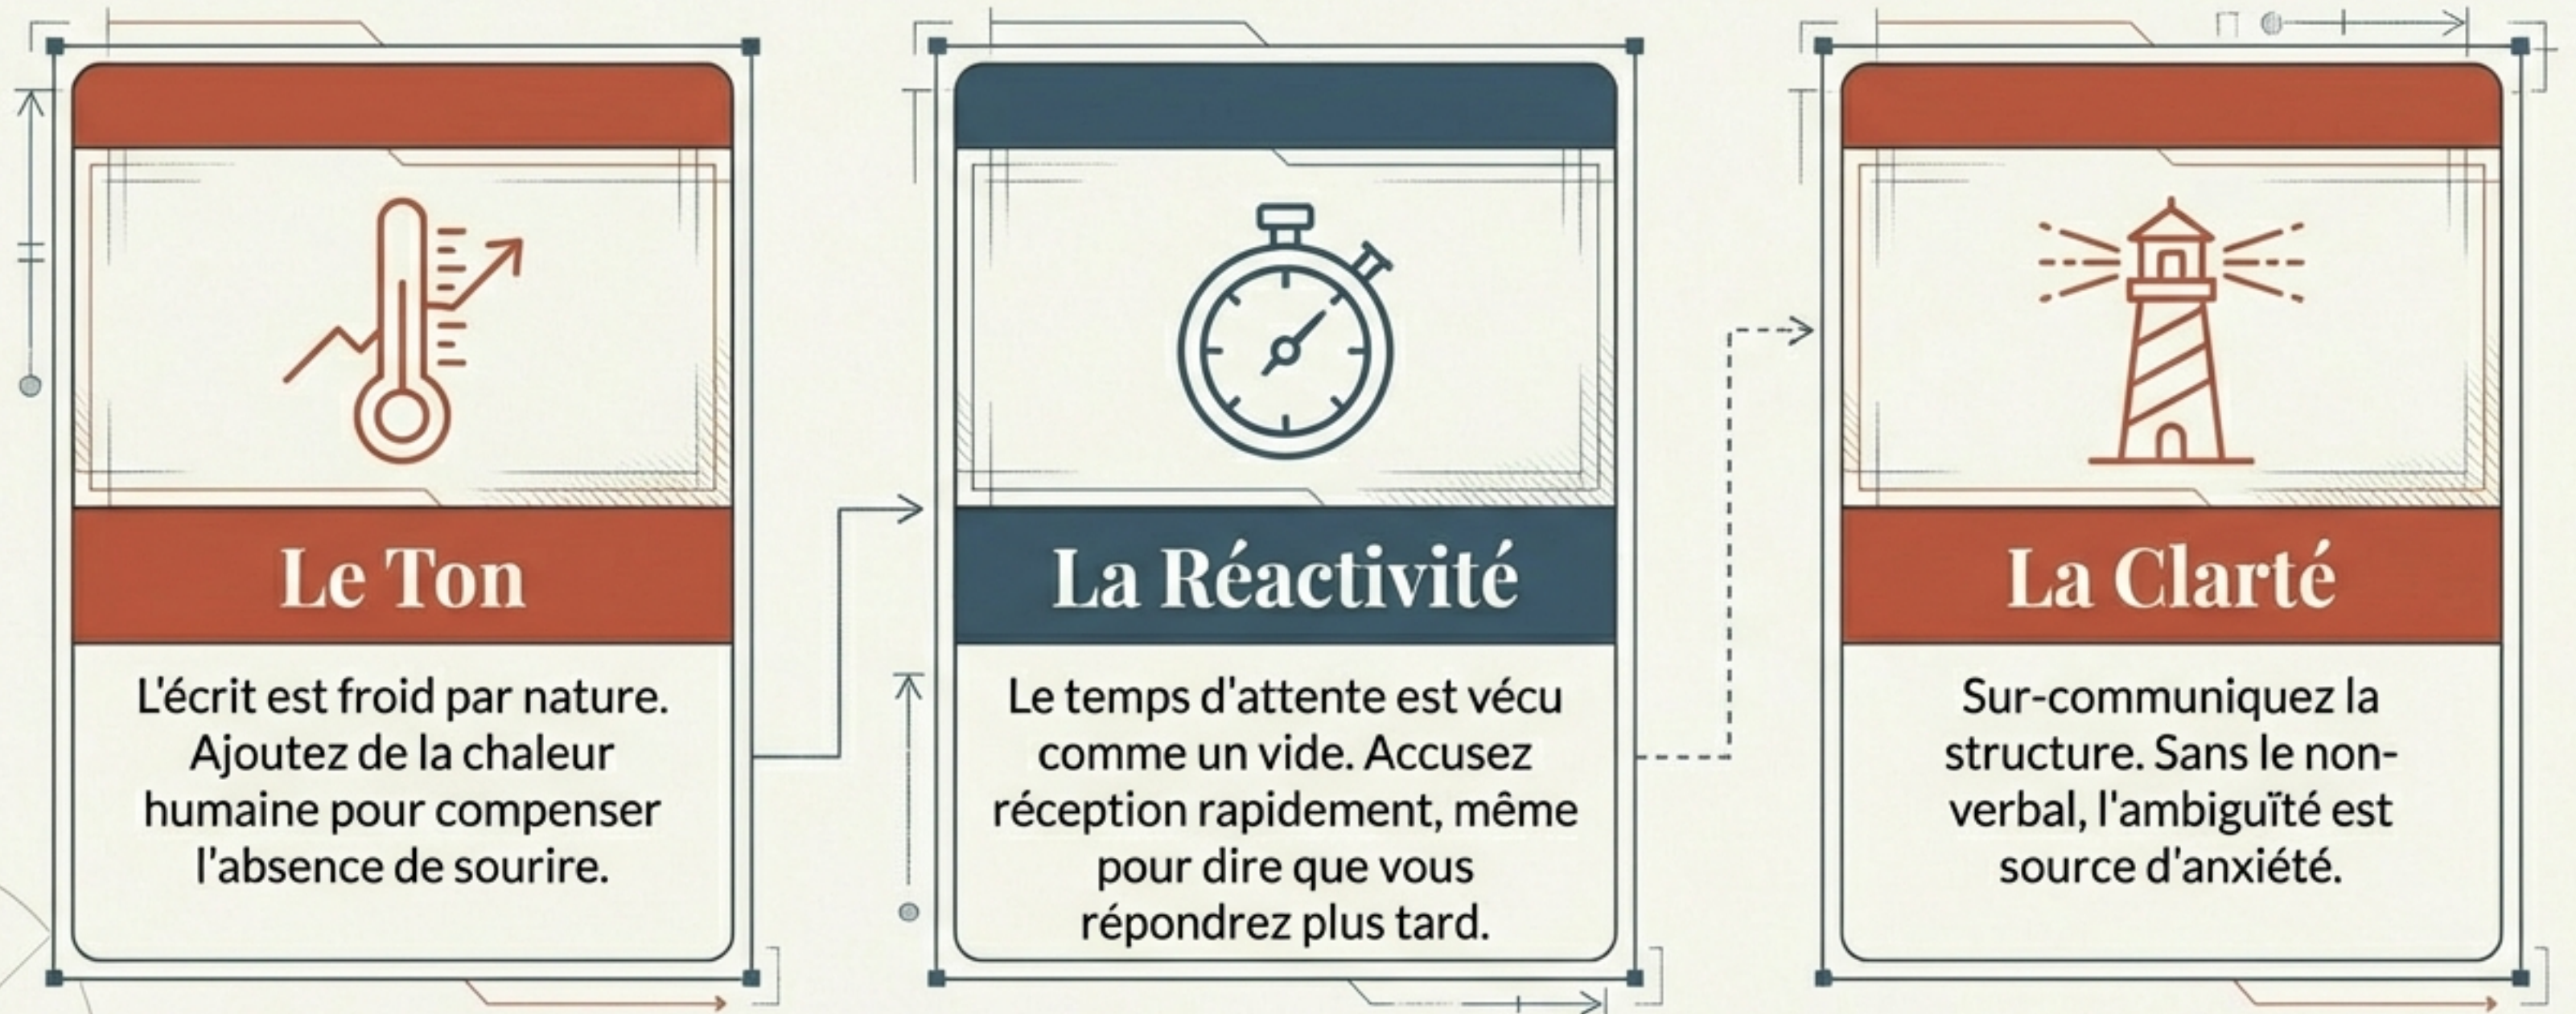 Le Ton
L'écrit est froid par nature.
Ajoutez de la chaleur
humaine pour compenser
l'absence de sourire.
La Réactivité
Le temps d'attente est vécu
comme un vide. Accusez
réception rapidement, même
pour dire que vous
répondrez plus tard.
La Clarté
Sur-communiquez la
structure. Sans le non-
verbal, l'ambiguïté est
source d'anxiété.